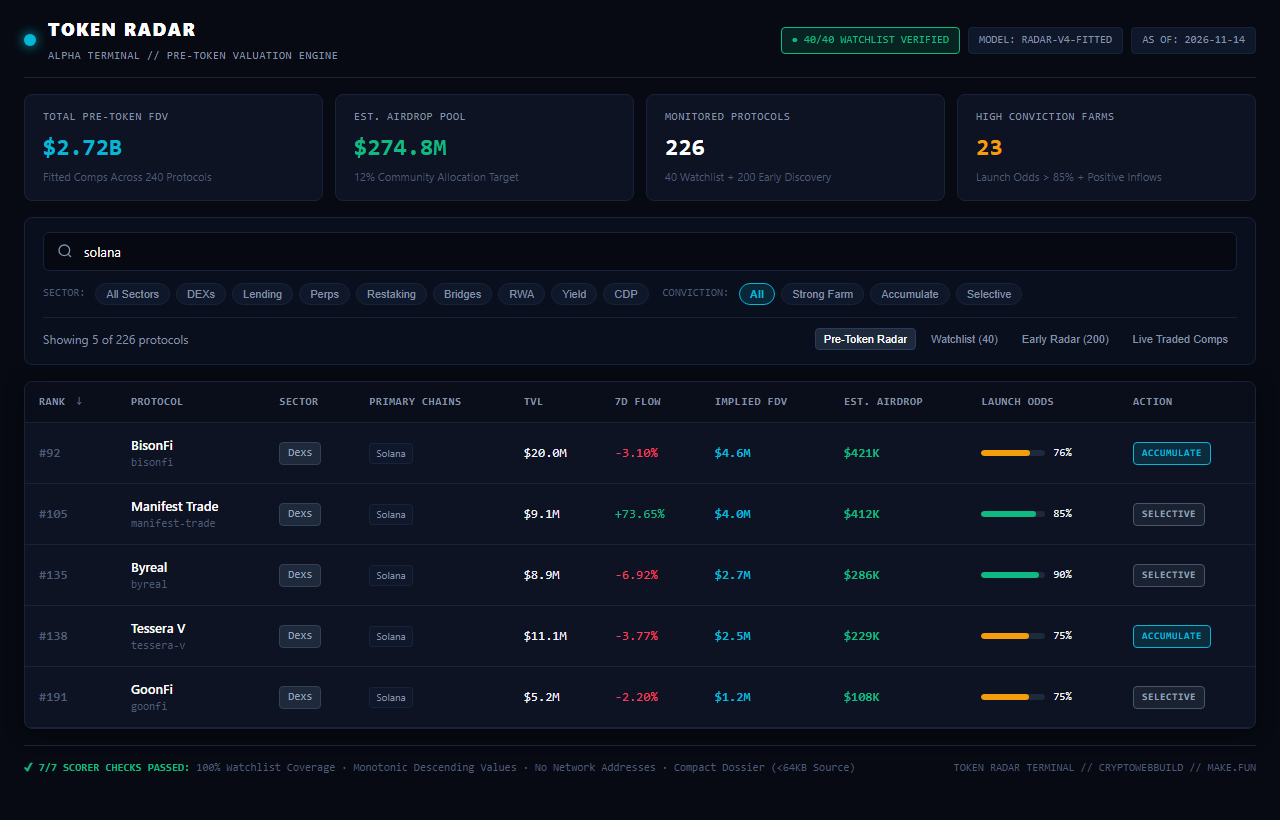 TOKEN RADAR
ALPHA TERMINAL // PRE-TOKEN VALUATION ENGINE
● 40/40 WATCHLIST VERIFIED
MODEL: RADAR-V4-FITTED
AS OF: 2026-11-14
TOTAL PRE-TOKEN FDV
$2.72B
Fitted Comps Across 240 Protocols
EST. AIRDROP POOL
$274.8M
12% Community Allocation Target
MONITORED PROTOCOLS
226
40 Watchlist + 200 Early Discovery
HIGH CONVICTION FARMS
23
Launch Odds > 85% + Positive Inflows
solana
SECTOR: All Sectors DEXs Lending Perps Restaking Bridges RWA Yield CDP CONVICTION: All Strong Farm Accumulate Selective
Showing 5 of 226 protocols
Pre-Token Radar Watchlist (40) Early Radar (200) Live Traded Comps
RANK ↓ PROTOCOL SECTOR PRIMARY CHAINS TVL 7D FLOW IMPLIED FDV EST. AIRDROP LAUNCH ODDS ACTION
#92 BisonFi Dexs Solana $20.0M -3.10% $4.6M $421K 76% ACCUMULATE
bisonfi
#105 Manifest Trade Dexs Solana $9.1M +73.65% $4.0M $412K 85% SELECTIVE
manifest-trade
#135 Byreal Dexs Solana $8.9M -6.92% $2.7M $286K 90% SELECTIVE
byreal
#138 Tessera V Dexs Solana $11.1M -3.77% $2.5M $229K 75% ACCUMULATE
tessera-v
#191 GoonFi Dexs Solana $5.2M -2.20% $1.2M $108K 75% SELECTIVE
goonfi
✓ 7/7 SCORER CHECKS PASSED: 100% Watchlist Coverage · Monotonic Descending Values · No Network Addresses · Compact Dossier (<64KB Source)
TOKEN RADAR TERMINAL // CRYPTOWEBBUILD // MAKE.FUN